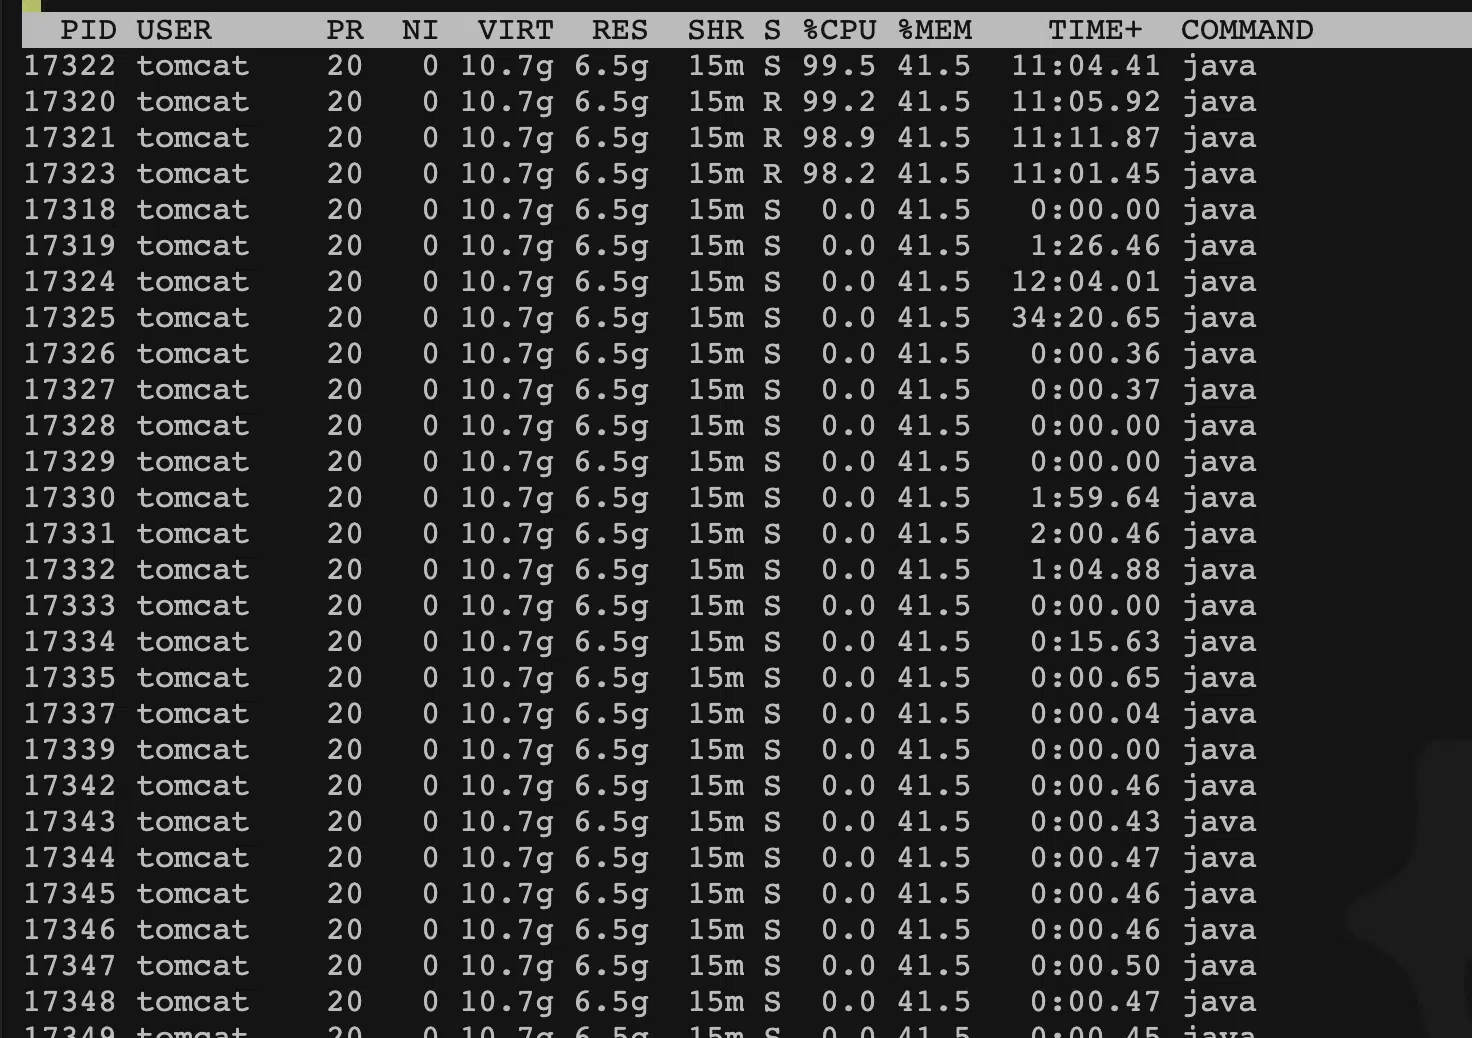 PID USER PR NI VIRT RES SHR S %CPU %MEM TIME+ COMMAND
17322 tomcat 20 0 10.7g 6.5g 15m S 99.5 41.5 11:04.41 java
17320 tomcat 20 0 10.7g 6.5g 15m R 99.2 41.5 11:05.92 java
17321 tomcat 20 0 10.7g 6.5g 15m R 98.9 41.5 11:11.87 java
17323 tomcat 20 0 10.7g 6.5g 15m R 98.2 41.5 11:01.45 java
17318 tomcat 20 0 10.7g 6.5g 15m S 0.0 41.5 0:00.00 java
17319 tomcat 20 0 10.7g 6.5g 15m S 0.0 41.5 1:26.46 java
17324 tomcat 20 0 10.7g 6.5g 15m S 0.0 41.5 12:04.01 java
17325 tomcat 20 0 10.7g 6.5g 15m S 0.0 41.5 34:20.65 java
17326 tomcat 20 0 10.7g 6.5g 15m S 0.0 41.5 0:00.36 java
17327 tomcat 20 0 10.7g 6.5g 15m S 0.0 41.5 0:00.37 java
17328 tomcat 20 0 10.7g 6.5g 15m S 0.0 41.5 0:00.00 java
17329 tomcat 20 0 10.7g 6.5g 15m S 0.0 41.5 0:00.00 java
17330 tomcat 20 0 10.7g 6.5g 15m S 0.0 41.5 1:59.64 java
17331 tomcat 20 0 10.7g 6.5g 15m S 0.0 41.5 2:00.46 java
17332 tomcat 20 0 10.7g 6.5g 15m S 0.0 41.5 1:04.88 java
17333 tomcat 20 0 10.7g 6.5g 15m S 0.0 41.5 0:00.00 java
17334 tomcat 20 0 10.7g 6.5g 15m S 0.0 41.5 0:15.63 java
17335 tomcat 20 0 10.7g 6.5g 15m S 0.0 41.5 0:00.65 java
17337 tomcat 20 0 10.7g 6.5g 15m S 0.0 41.5 0:00.04 java
17339 tomcat 20 0 10.7g 6.5g 15m S 0.0 41.5 0:00.00 java
17342 tomcat 20 0 10.7g 6.5g 15m S 0.0 41.5 0:00.46 java
17343 tomcat 20 0 10.7g 6.5g 15m S 0.0 41.5 0:00.43 java
17344 tomcat 20 0 10.7g 6.5g 15m S 0.0 41.5 0:00.47 java
17345 tomcat 20 0 10.7g 6.5g 15m S 0.0 41.5 0:00.46 java
17346 tomcat 20 0 10.7g 6.5g 15m S 0.0 41.5 0:00.46 java
17347 tomcat 20 0 10.7g 6.5g 15m S 0.0 41.5 0:00.50 java
17348 tomcat 20 0 10.7g 6.5g 15m S 0.0 41.5 0:00.47 java
17349 tomcat 20 0 10.7g 6.5g 15m S 0.0 41.5 0:00.45 java